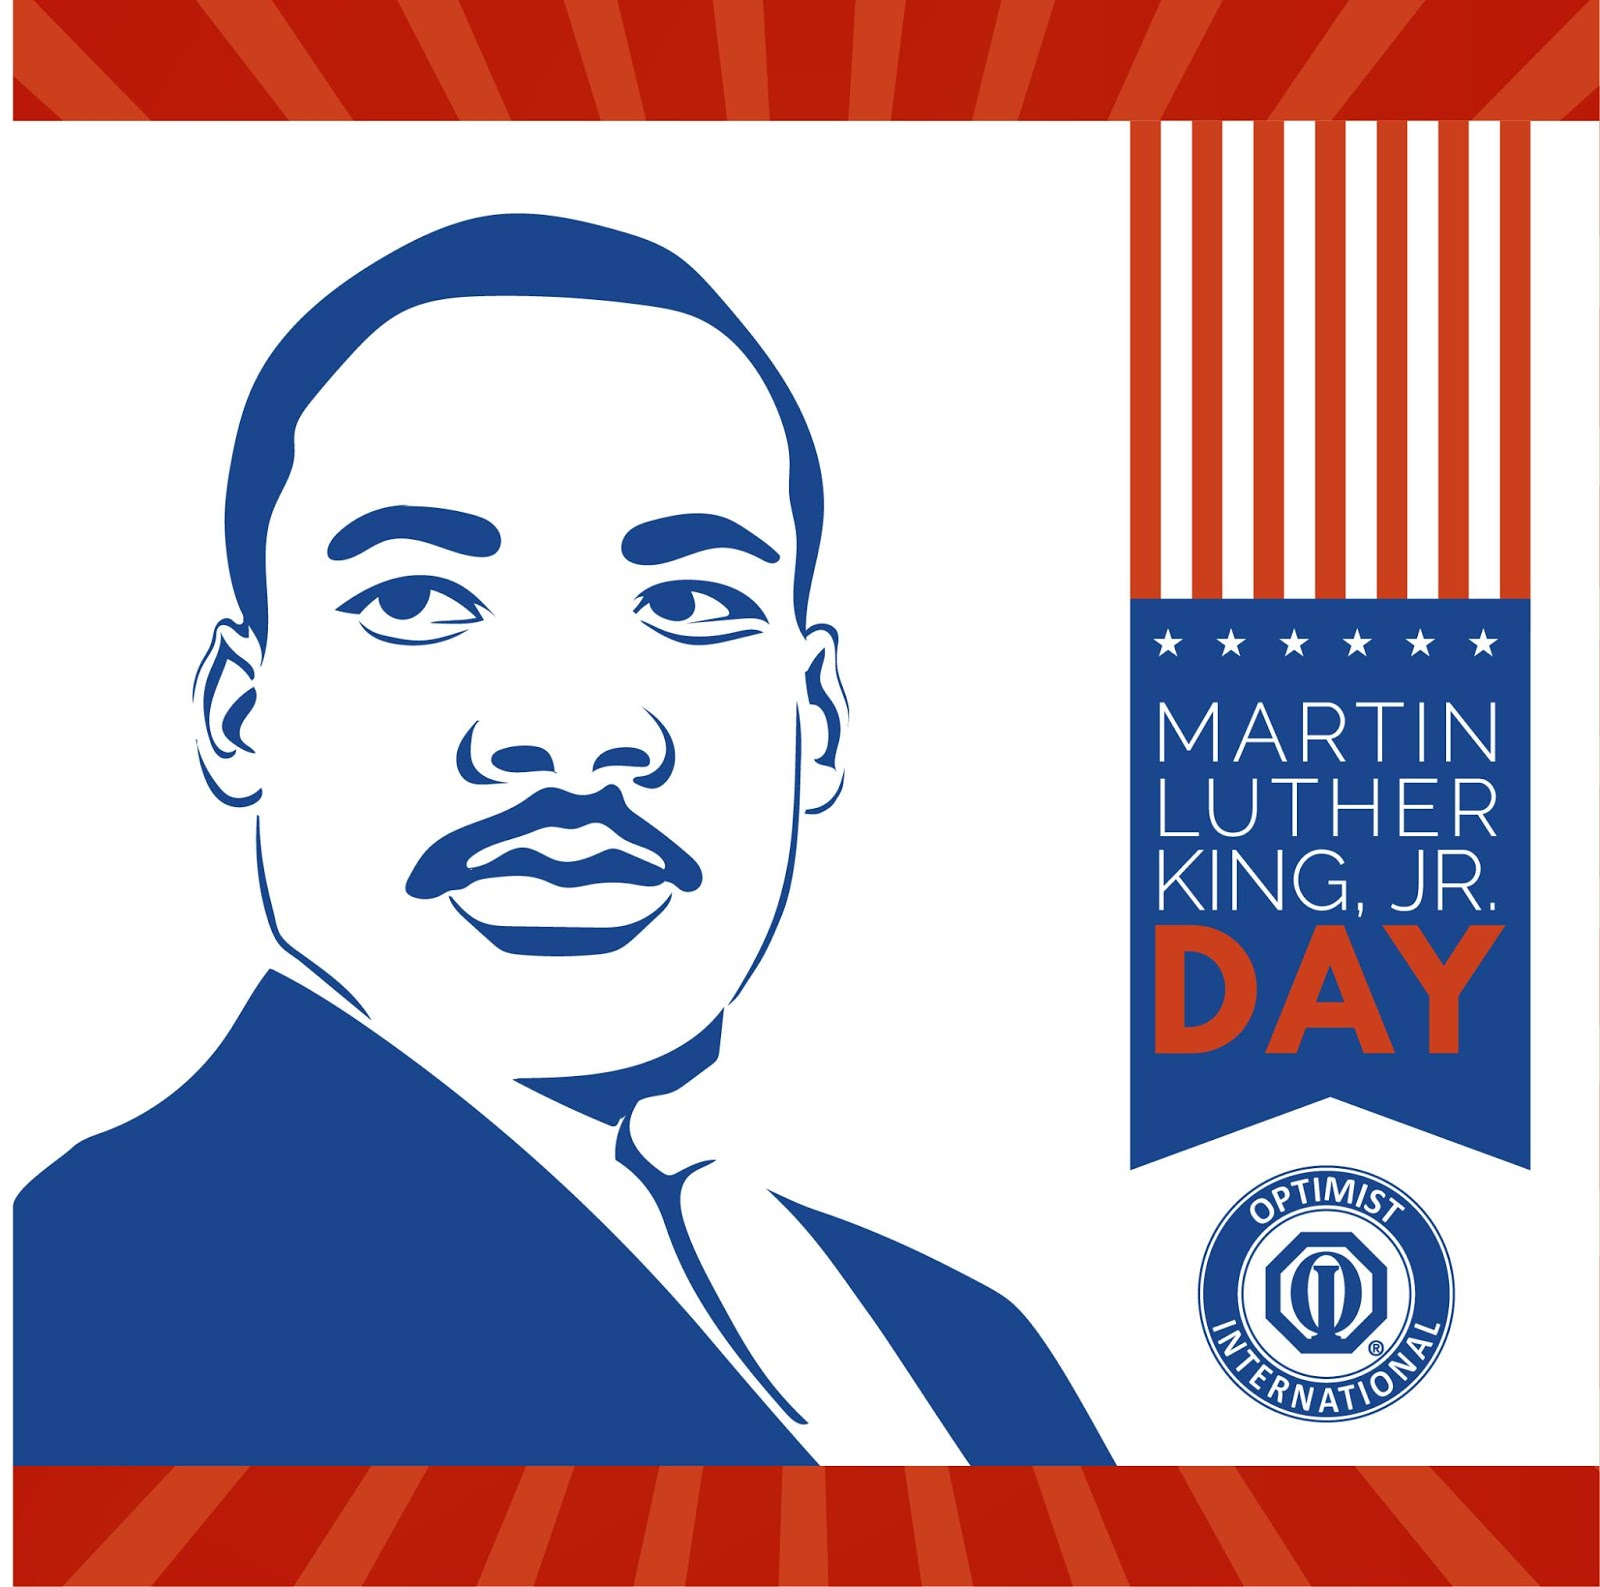 MARTIN
LUTHER
KING, JR.
DAY
OPTIMIST
INTERNATIONAL
®